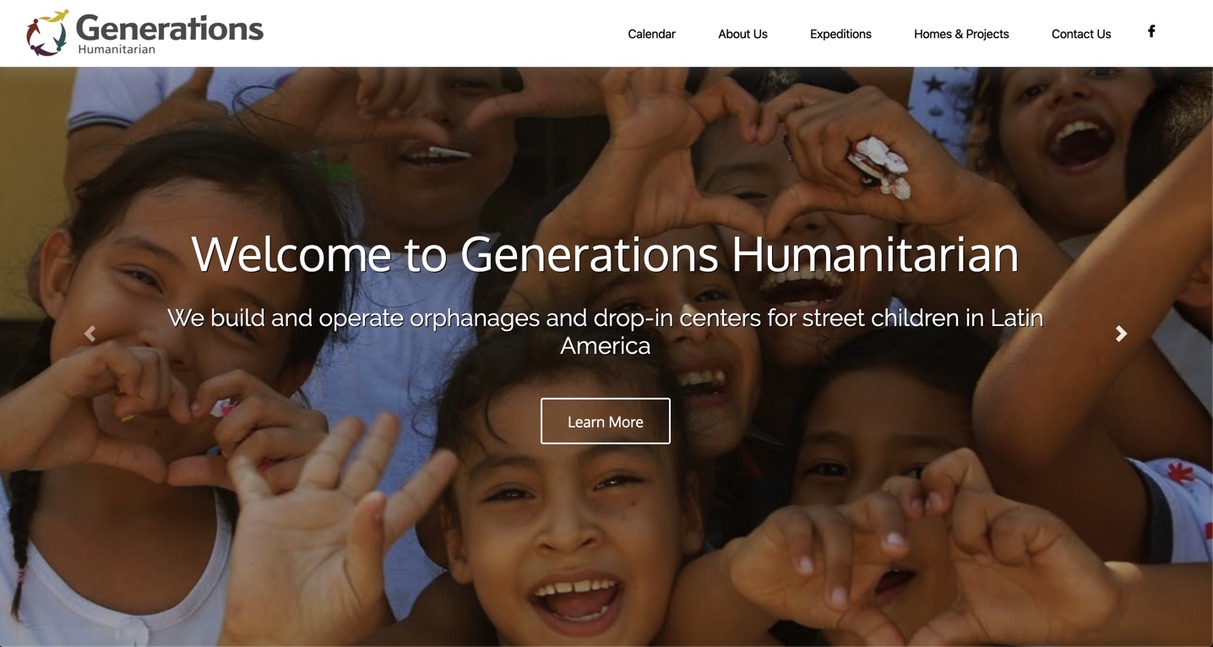 Generations
Humanitarian
Calendar
About Us
Expeditions
Homes & Projects
Contact Us
Welcome to Generations Humanitarian
We build and operate orphanages and drop-in centers for street children in Latin
America
Learn More